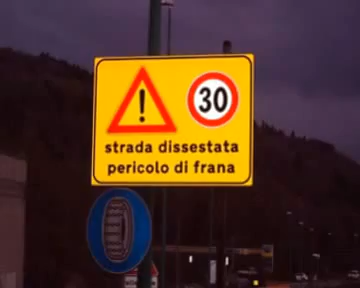 !
30
strada dissestata
pericolo di frana